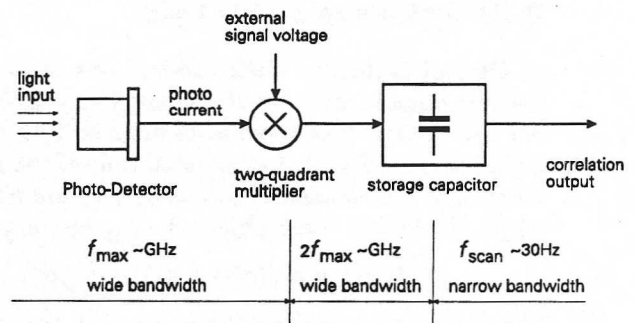 external
signal voltage
light
input
photo
current
Photo-Detector
two-quadrant
multiplier
storage capacitor
correlation
output
fmax ~GHz
wide bandwidth
2fmax ~GHz
wide bandwidth
fscan ~30Hz
narrow bandwidth